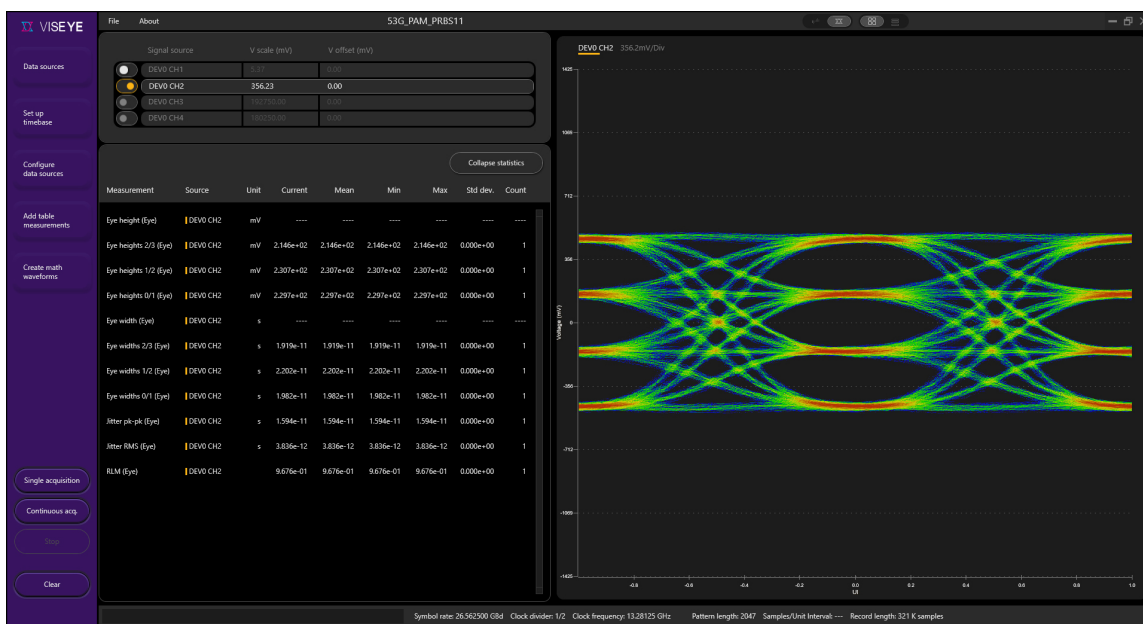 VISEYE File About 53G_PAM_PRBS11
Data sources
Set up
timebase
Configure
data sources
Add table
measurements
Create math
waveforms
Single acquisition
Continuous acq.
Stop
Clear
Signal source V scale (mV) V offset (mV)
DEV0 CH1 5.37 0.00
DEV0 CH2 356.23 0.00
DEV0 CH3 192750.00 0.00
DEV0 CH4 180250.00 0.00
Collapse statistics
Measurement Source Unit Current Mean Min Max Std dev. Count
Eye height (Eye) DEV0 CH2 mV ---- ---- ---- ---- ---- ----
Eye heights 2/3 (Eye) DEV0 CH2 mV 2.146e+02 2.146e+02 2.146e+02 2.146e+02 0.000e+00 1
Eye heights 1/2 (Eye) DEV0 CH2 mV 2.307e+02 2.307e+02 2.307e+02 2.307e+02 0.000e+00 1
Eye heights 0/1 (Eye) DEV0 CH2 mV 2.297e+02 2.297e+02 2.297e+02 2.297e+02 0.000e+00 1
Eye width (Eye) DEV0 CH2 s ---- ---- ---- ---- ---- ----
Eye widths 2/3 (Eye) DEV0 CH2 s 1.919e-11 1.919e-11 1.919e-11 1.919e-11 0.000e+00 1
Eye widths 1/2 (Eye) DEV0 CH2 s 2.202e-11 2.202e-11 2.202e-11 2.202e-11 0.000e+00 1
Eye widths 0/1 (Eye) DEV0 CH2 s 1.982e-11 1.982e-11 1.982e-11 1.982e-11 0.000e+00 1
Jitter pk-pk (Eye) DEV0 CH2 s 1.594e-11 1.594e-11 1.594e-11 1.594e-11 0.000e+00 1
Jitter RMS (Eye) DEV0 CH2 s 3.836e-12 3.836e-12 3.836e-12 3.836e-12 0.000e+00 1
RLM (Eye) DEV0 CH2 9.676e-01 9.676e-01 9.676e-01 9.676e-01 0.000e+00 1
DEV0 CH2 356.2mV/Div
1425
1069
712
356
0
-356
-712
-1069
-1425
Voltage (mV)
-0.8 -0.6 -0.4 -0.2 0.0 0.2 0.4 0.6 0.8 1.0
UI
Symbol rate: 26.562500 GBd Clock divider: 1/2 Clock frequency: 13.28125 GHz Pattern length: 2047 Samples/Unit Interval: --- Record length: 321 K samples